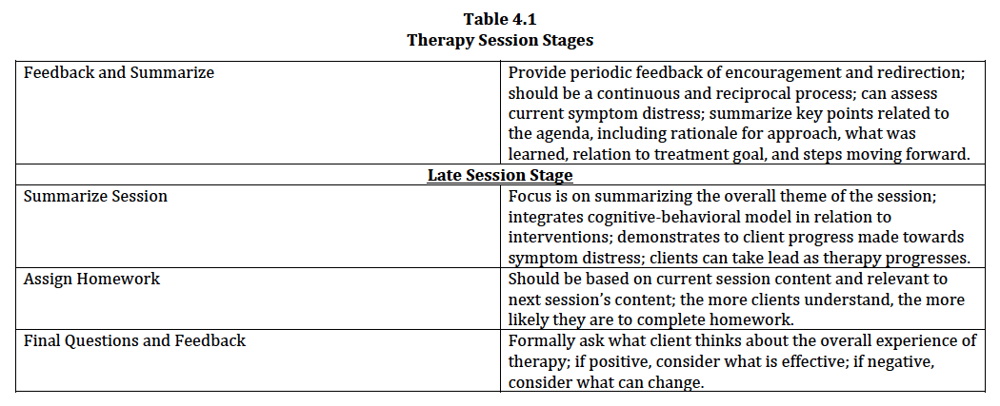 Table 4.1
Therapy Session Stages
Feedback and Summarize
Provide periodic feedback of encouragement and redirection;
should be a continuous and reciprocal process; can assess
current symptom distress; summarize key points related to
the agenda, including rationale for approach, what was
learned, relation to treatment goal, and steps moving forward.
Late Session Stage
Summarize Session
Focus is on summarizing the overall theme of the session;
integrates cognitive-behavioral model in relation to
interventions; demonstrates to client progress made towards
symptom distress; clients can take lead as therapy progresses.
Assign Homework
Should be based on current session content and relevant to
next session’s content; the more clients understand, the more
likely they are to complete homework.
Final Questions and Feedback
Formally ask what client thinks about the overall experience of
therapy; if positive, consider what is effective; if negative,
consider what can change.